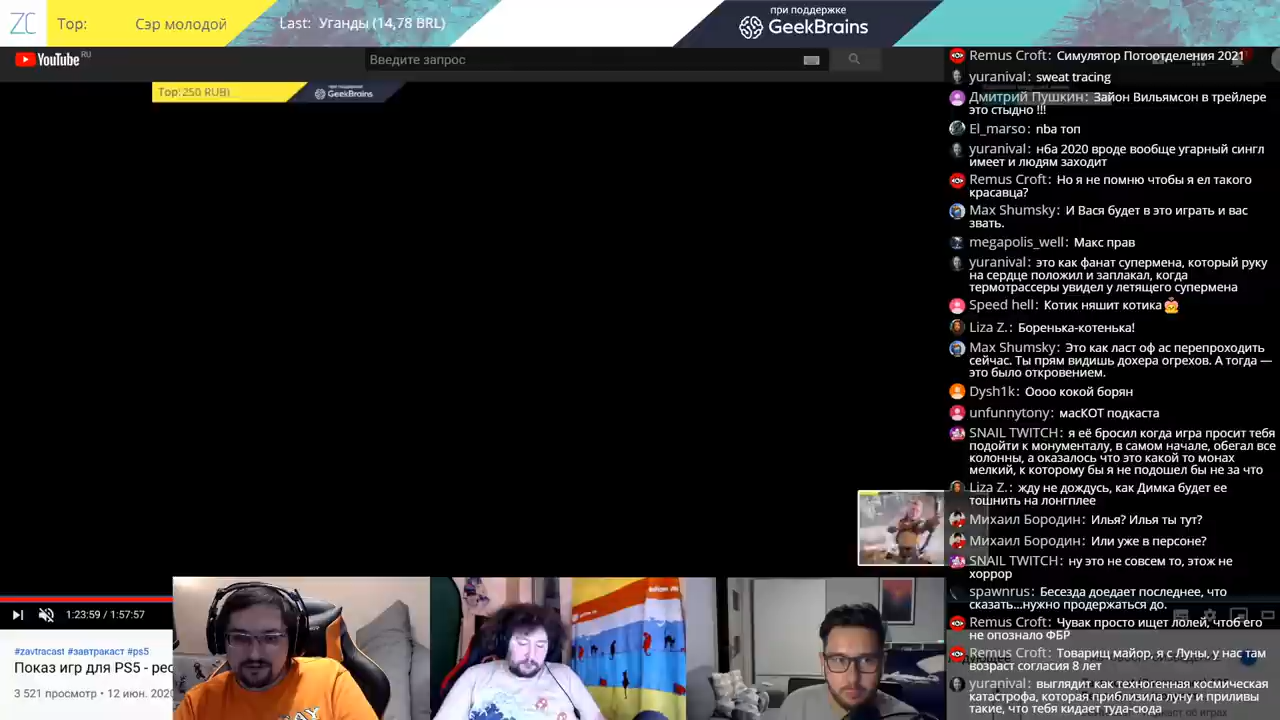 ZC
Top:
Сэр молодой
Last: Уганды (14,78 BRL)
при поддержке
GeekBrains
YouTube RU
Введите запрос
Top: 250 RUB)
при поддержке
GeekBrains
Remus Croft: Симулятор Потоотделения 2021
yuranival: sweat tracing
Дмитрий Пушкин: Зайон Вильямсон в трейлере
это стыдно !!!
El_marso: nba топ
yuranival: нба 2020 вроде вообще угарный сингл
имеет и людям заходит
Remus Croft: Но я не помню чтобы я ел такого
красавца?
Max Shumsky: И Вася будет в это играть и вас
звать.
megapolis_well: Макс прав
yuranival: это как фанат супермена, который руку
на сердце положил и заплакал, когда
термотрассеры увидел у летящего супермена
Speed hell: Котик няшит котика
Liza Z.: Боренька-котенька!
Max Shumsky: Это как ласт оф ас перепроходить
сейчас. Ты прям видишь дохера огрехов. А тогда —
это было откровением.
Dysh1k: Оооо кокой борян
unfunnytony: масКОТ подкаста
SNAIL TWITCH: я её бросил когда игра просит тебя
подойти к монументалу, в самом начале, обегал все
колонны, а оказалось что это какой то монах
мелкий, к которому бы я не подошел бы не за что
Liza Z.: жду не дождусь, как Димка будет ее
тошнить на лонгплее
Михаил Бородин: Илья? Илья ты тут?
Михаил Бородин: Или уже в персоне?
SNAIL TWITCH: ну это не совсем то, этож не
хоррор
spawnrus: Бесезда доедает последнее, что
сказать...нужно продержаться до.
Remus Croft: Чувак просто ищет лолей, чтоб его
не опознало ФБР
Remus Croft: Товарищ майор, я с Луны, у нас там
возраст согласия 8 лет
yuranival: выглядит как техногенная космическая
катастрофа, которая приблизила луну и приливы
такие, что тебя кидает туда-сюда
1:23:59 / 1:57:57
#zavtracast #завтракаст #ps5
Показ игр для PS5 - рес
3 521 просмотр • 12 июн. 2020